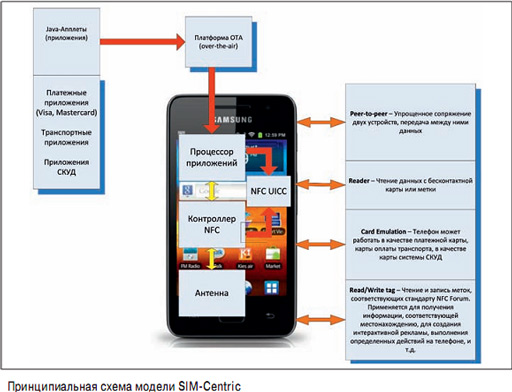 Java-Апплеты
(приложения)
Платформа OTA
(over-the-air)
Платежные
приложения
(Visa, Mastercard)
Транспортные
приложения
Приложения
СКУД
SAMSUNG
12:59 PM
Процессор
приложений
NFC UICC
Контроллер
NFC
FM Radio
Kies air
Market
Антенна
Peer-to-peer – Упрощенное сопряжение
двух устройств, передача между ними
данных
Reader – Чтение данных с бесконтактной
карты или метки
Card Emulation – Телефон может
работать в качестве платежной карты,
карты оплаты транспорта, в качестве
карты системы СКУД
Read/Write tag – Чтение и запись меток,
соответствующих стандарту NFC Forum.
Применяется для получения
информации, соответствующей
местонахождению, для создания
интерактивной рекламы, выполнения
определенных действий на телефоне, и
т.д.
Принципиальная схема модели SIM-Centric